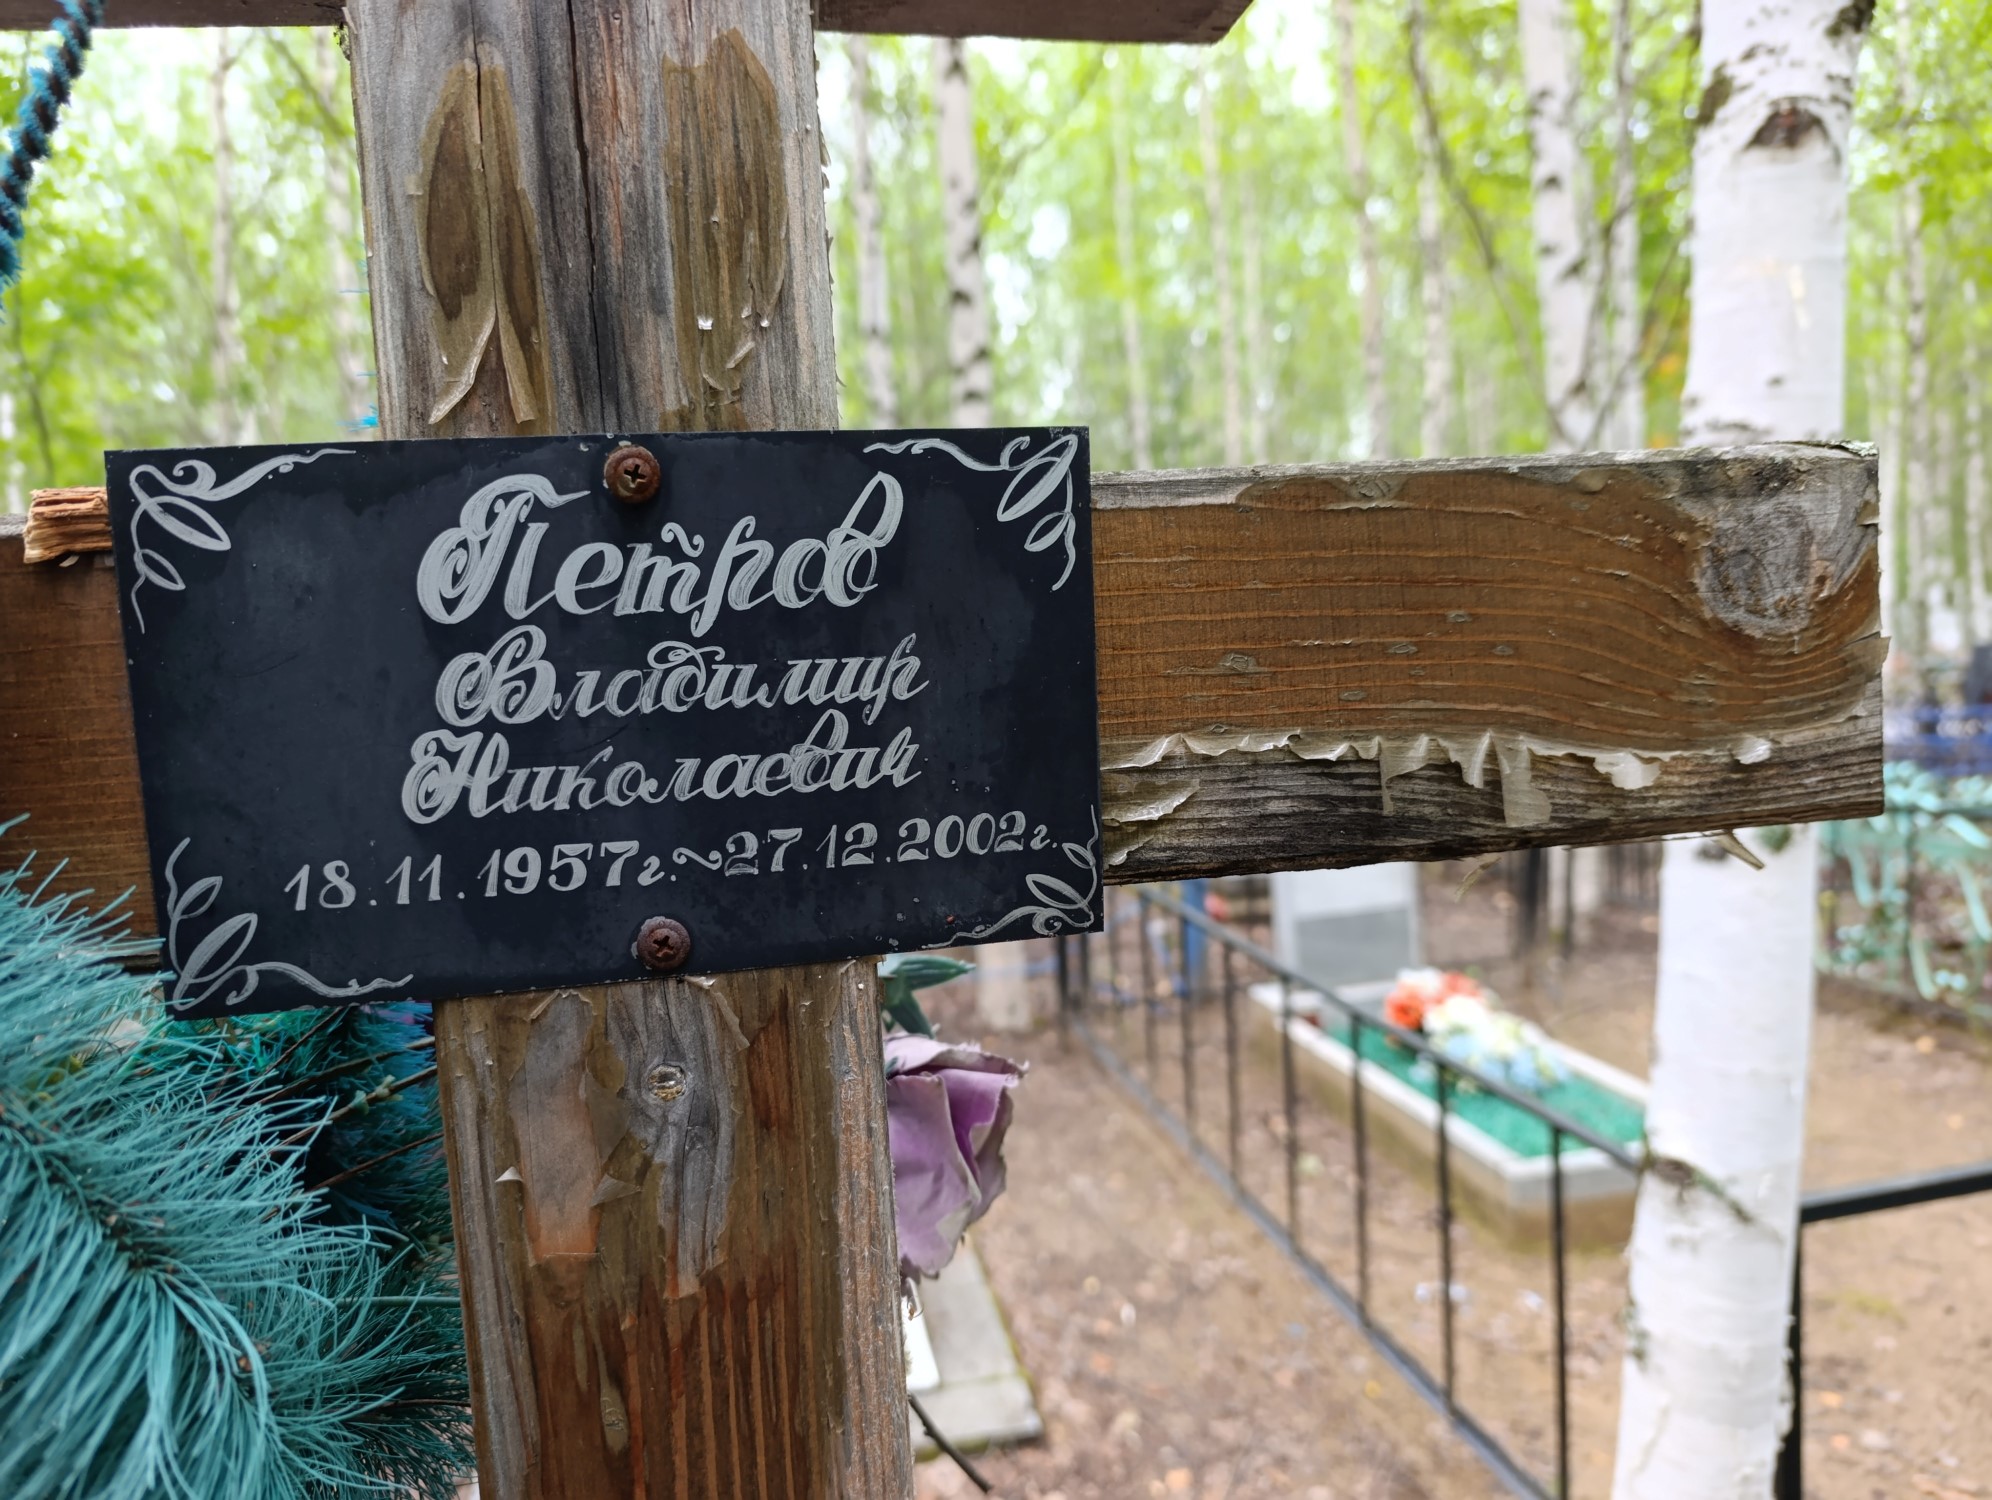 Петров
Владимир
Николаевич
18.11.1957г.~27.12.2002г.